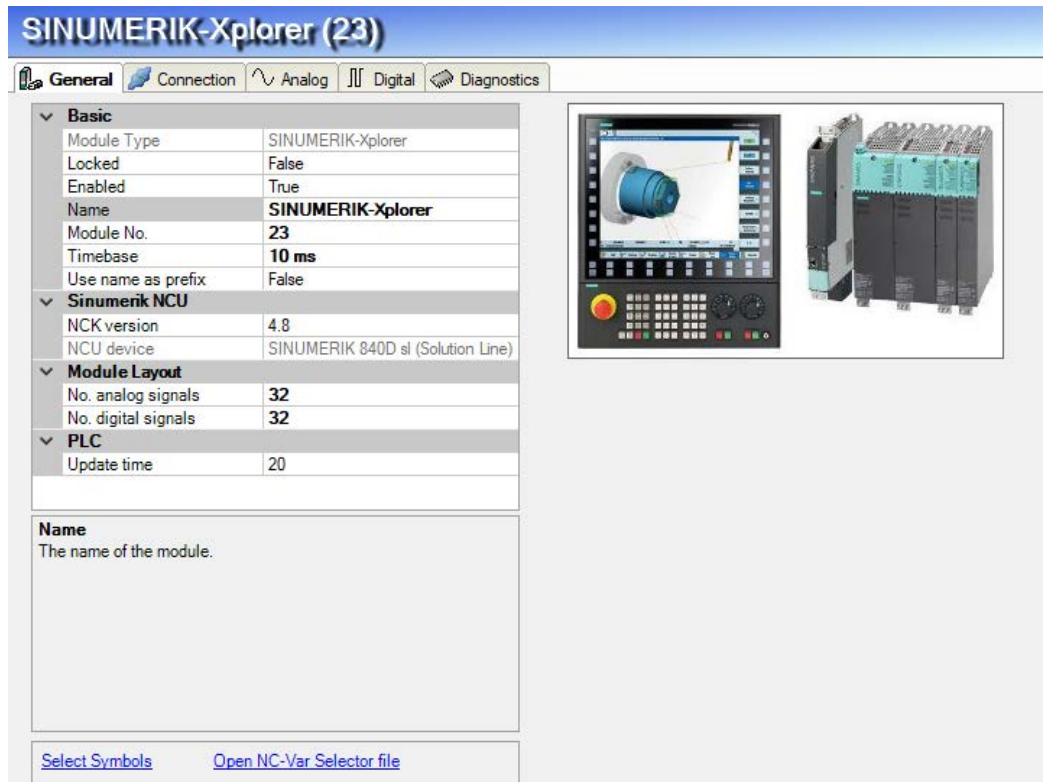 SINUMERIK-Xplorer (23)
General Connection Analog Digital Diagnostics
Basic
Module Type SINUMERIK-Xplorer
Locked False
Enabled True
Name SINUMERIK-Xplorer
Module No. 23
Timebase 10 ms
Use name as prefix False
Sinumerik NCU
NCK version 4.8
NCU device SINUMERIK 840D sl (Solution Line)
Module Layout
No. analog signals 32
No. digital signals 32
PLC
Update time 20
Name
The name of the module.
Select Symbols Open NC-Var Selector file